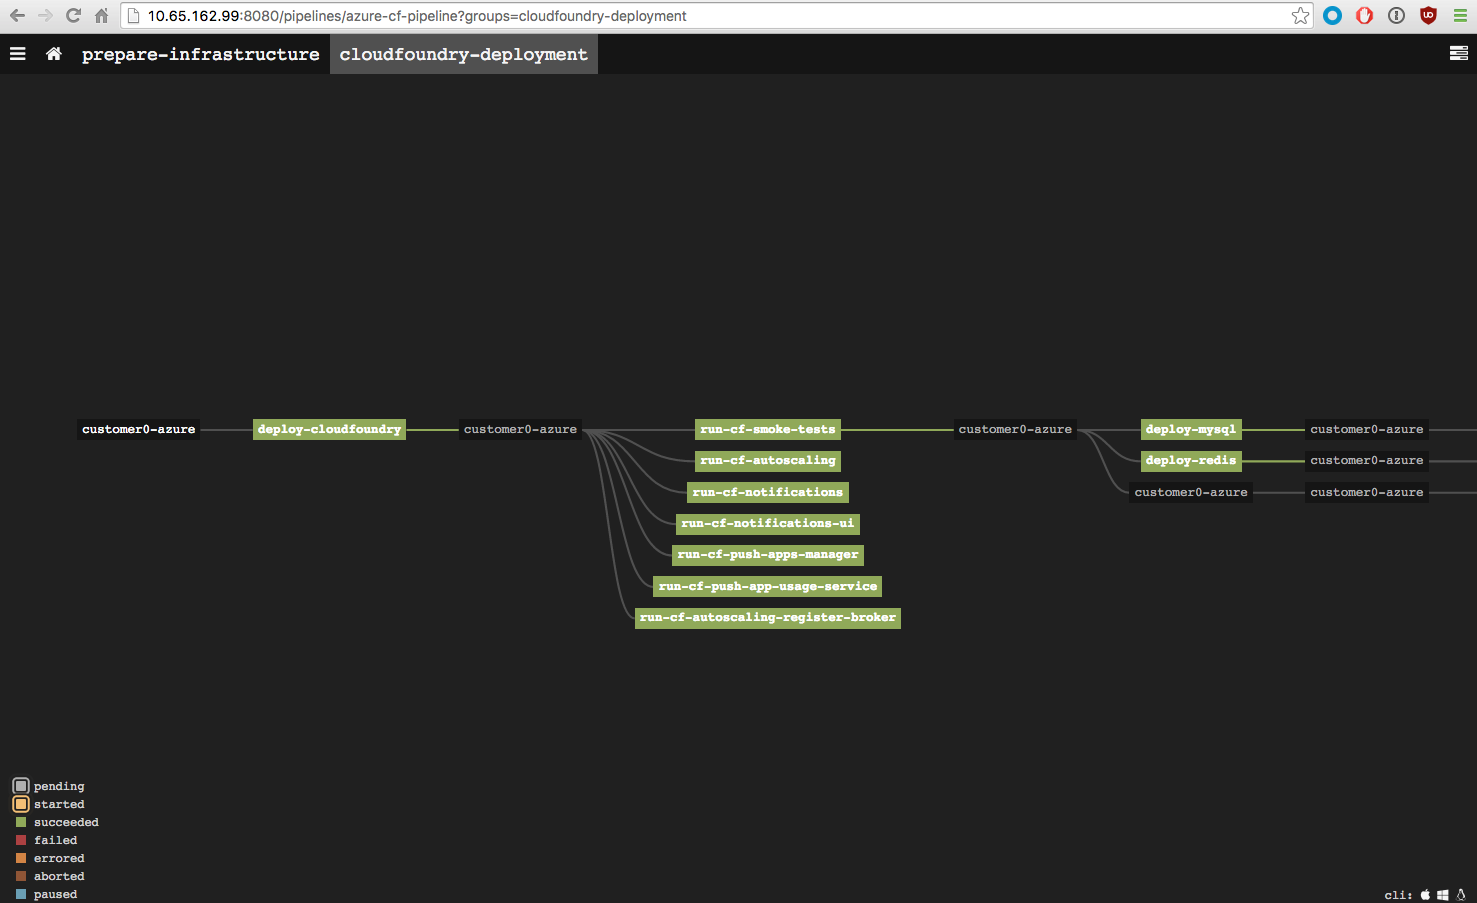 10.65.162.99:8080/pipelines/azure-cf-pipeline?groups=cloudfoundry-deployment
prepare-infrastructure cloudfoundry-deployment
customer0-azure deploy-cloudfoundry customer0-azure run-cf-smoke-tests customer0-azure deploy-mysql customer0-azure
run-cf-autoscaling deploy-redis customer0-azure
run-cf-notifications customer0-azure customer0-azure
run-cf-notifications-ui
run-cf-push-apps-manager
run-cf-push-app-usage-service
run-cf-autoscaling-register-broker
pending
started
succeeded
failed
errored
aborted
paused
cli: